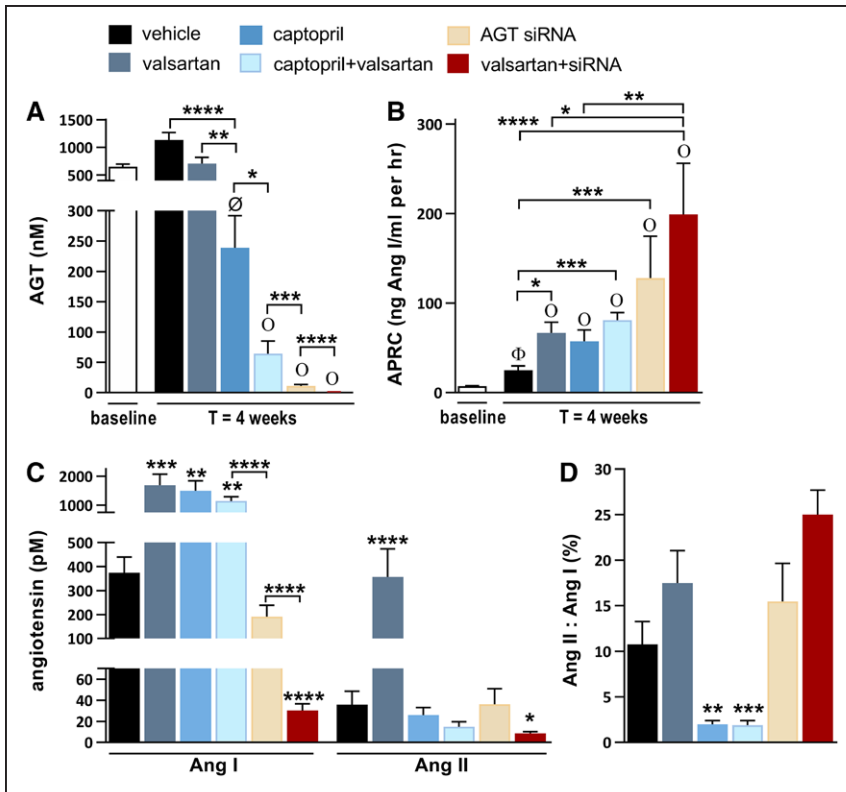 vehicle captopril AGT siRNA
valsartan captopril+valsartan valsartan+siRNA
A
AGT (nM)
1500
1000
500
300
250
200
150
100
50
0
****
**
*
Ø
***
O
****
O O
baseline T = 4 weeks
B
APRC (ng Ang I/ml per hr)
300
200
100
0
**
*
****
O
***
O
***
O
*
O O
Φ
baseline T = 4 weeks
C
angiotensin (pM)
2000
1000
500
400
300
200
100
60
40
20
0
*** ** ** ****
****
****
****
*
Ang I Ang II
D
Ang II : Ang I (%)
30
25
20
15
10
5
0
** ***